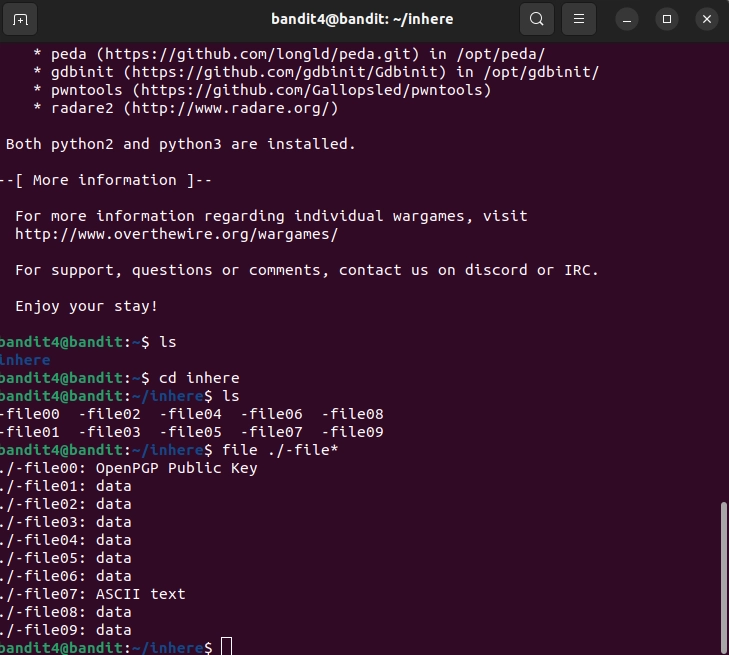 bandit4@bandit: ~/inhere
* peda (https://github.com/longld/peda.git) in /opt/peda/
* gdbinit (https://github.com/gdbinit/Gdbinit) in /opt/gdbinit/
* pwntools (https://github.com/Gallopsled/pwntools)
* radare2 (http://www.radare.org/)
Both python2 and python3 are installed.
--[ More information ]--
For more information regarding individual wargames, visit
http://www.overthewire.org/wargames/
For support, questions or comments, contact us on discord or IRC.
Enjoy your stay!
bandit4@bandit:~$ ls
inhere
bandit4@bandit:~$ cd inhere
bandit4@bandit:~/inhere$ ls
-file00  -file02  -file04  -file06  -file08
-file01  -file03  -file05  -file07  -file09
bandit4@bandit:~/inhere$ file ./-file*
./-file00: OpenPGP Public Key
./-file01: data
./-file02: data
./-file03: data
./-file04: data
./-file05: data
./-file06: data
./-file07: ASCII text
./-file08: data
./-file09: data
bandit4@bandit:~/inhere$